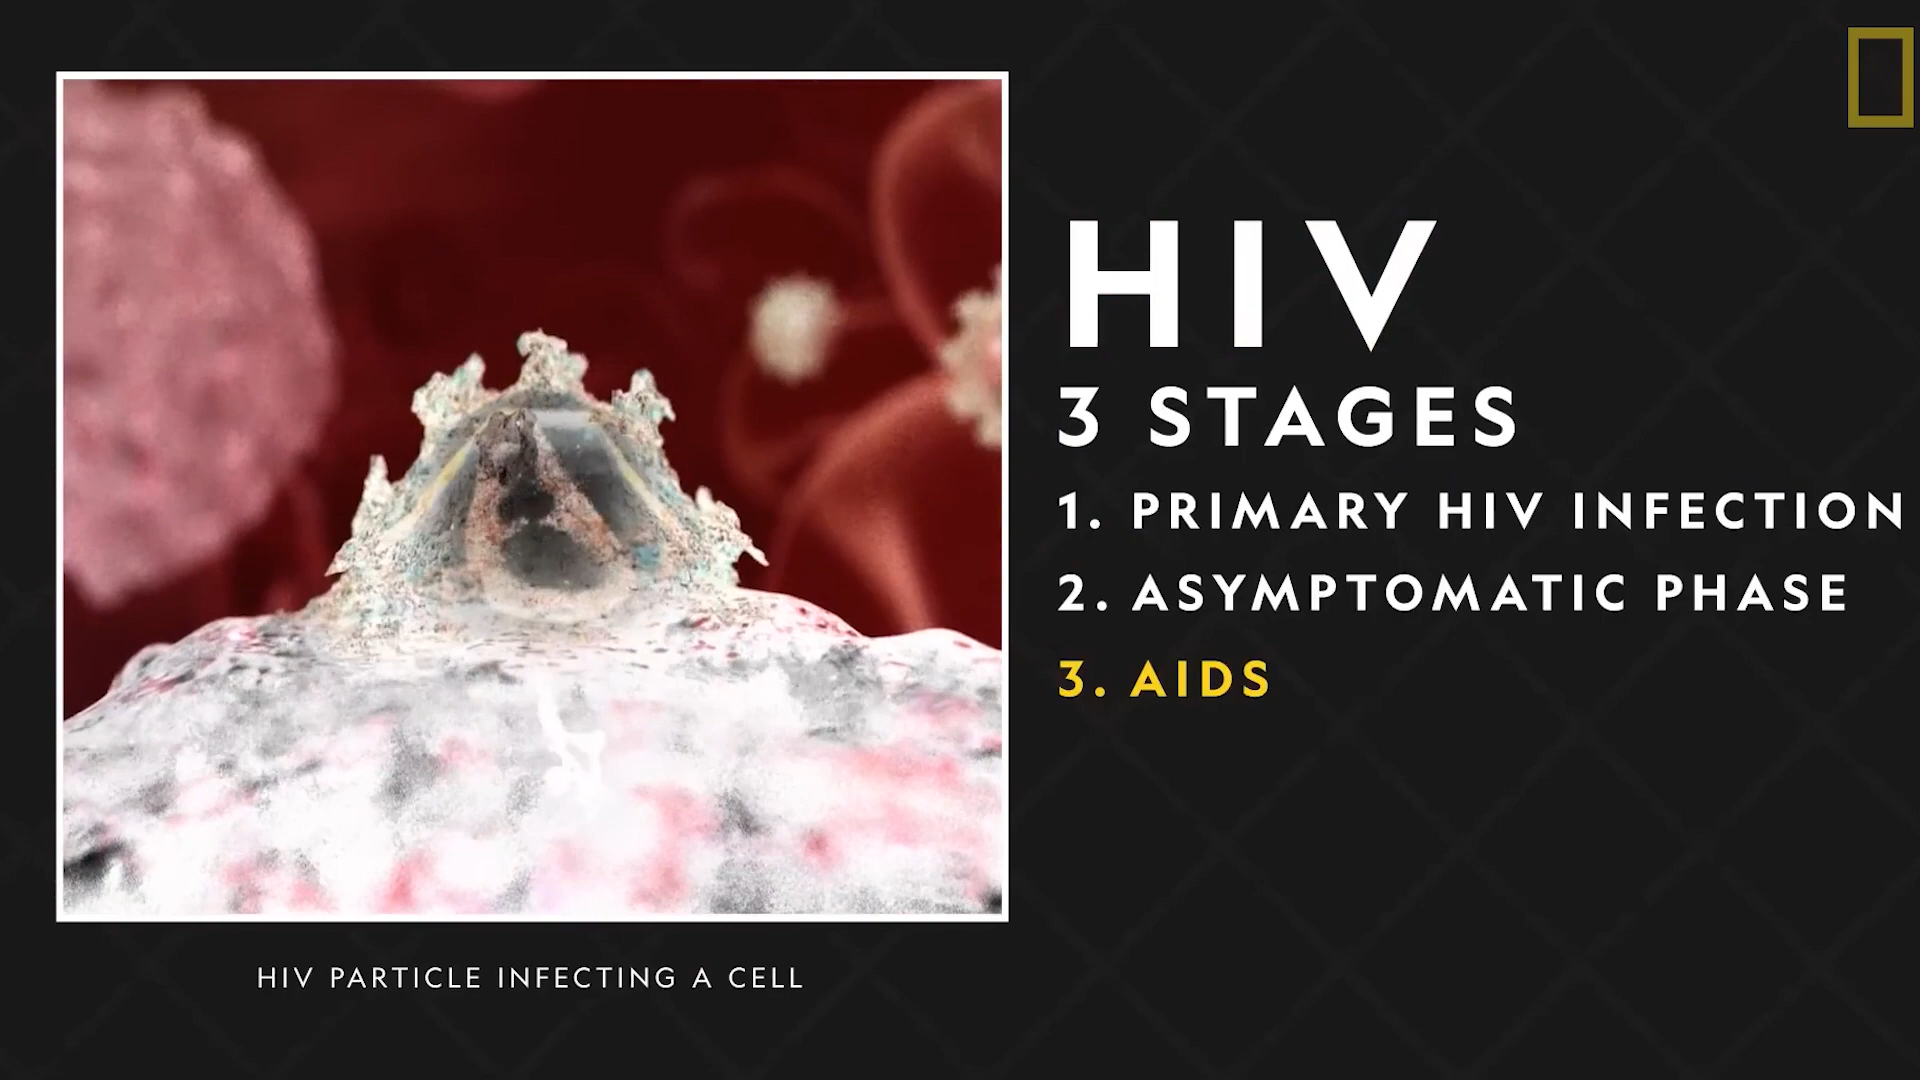 HIV
3 STAGES
1. PRIMARY HIV INFECTION
2. ASYMPTOMATIC PHASE
3. AIDS
HIV PARTICLE INFECTING A CELL